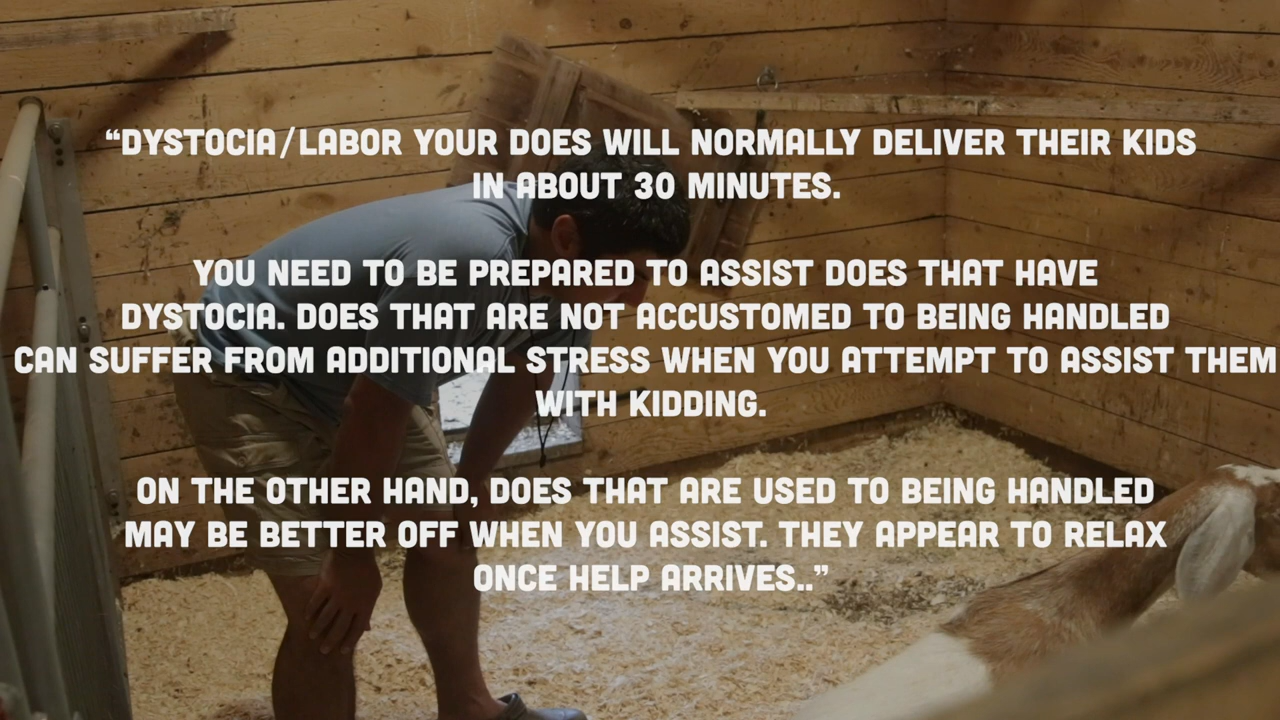 “DYSTOCIA/LABOR YOUR DOES WILL NORMALLY DELIVER THEIR KIDS
IN ABOUT 30 MINUTES.
YOU NEED TO BE PREPARED TO ASSIST DOES THAT HAVE
DYSTOCIA. DOES THAT ARE NOT ACCUSTOMED TO BEING HANDLED
CAN SUFFER FROM ADDITIONAL STRESS WHEN YOU ATTEMPT TO ASSIST THEM
WITH KIDDING.
ON THE OTHER HAND, DOES THAT ARE USED TO BEING HANDLED
MAY BE BETTER OFF WHEN YOU ASSIST. THEY APPEAR TO RELAX
ONCE HELP ARRIVES..”